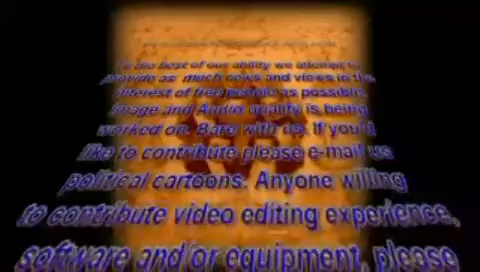 To the best of our ability we attempt to
provide as much news and views in the
interest of free people as possible.
Image and Audio quality is being
worked on. Bare with us. If you'd
like to contribute please e-mail us
political cartoons. Anyone willing
to contribute video editing experience,
software and/or equipment, please